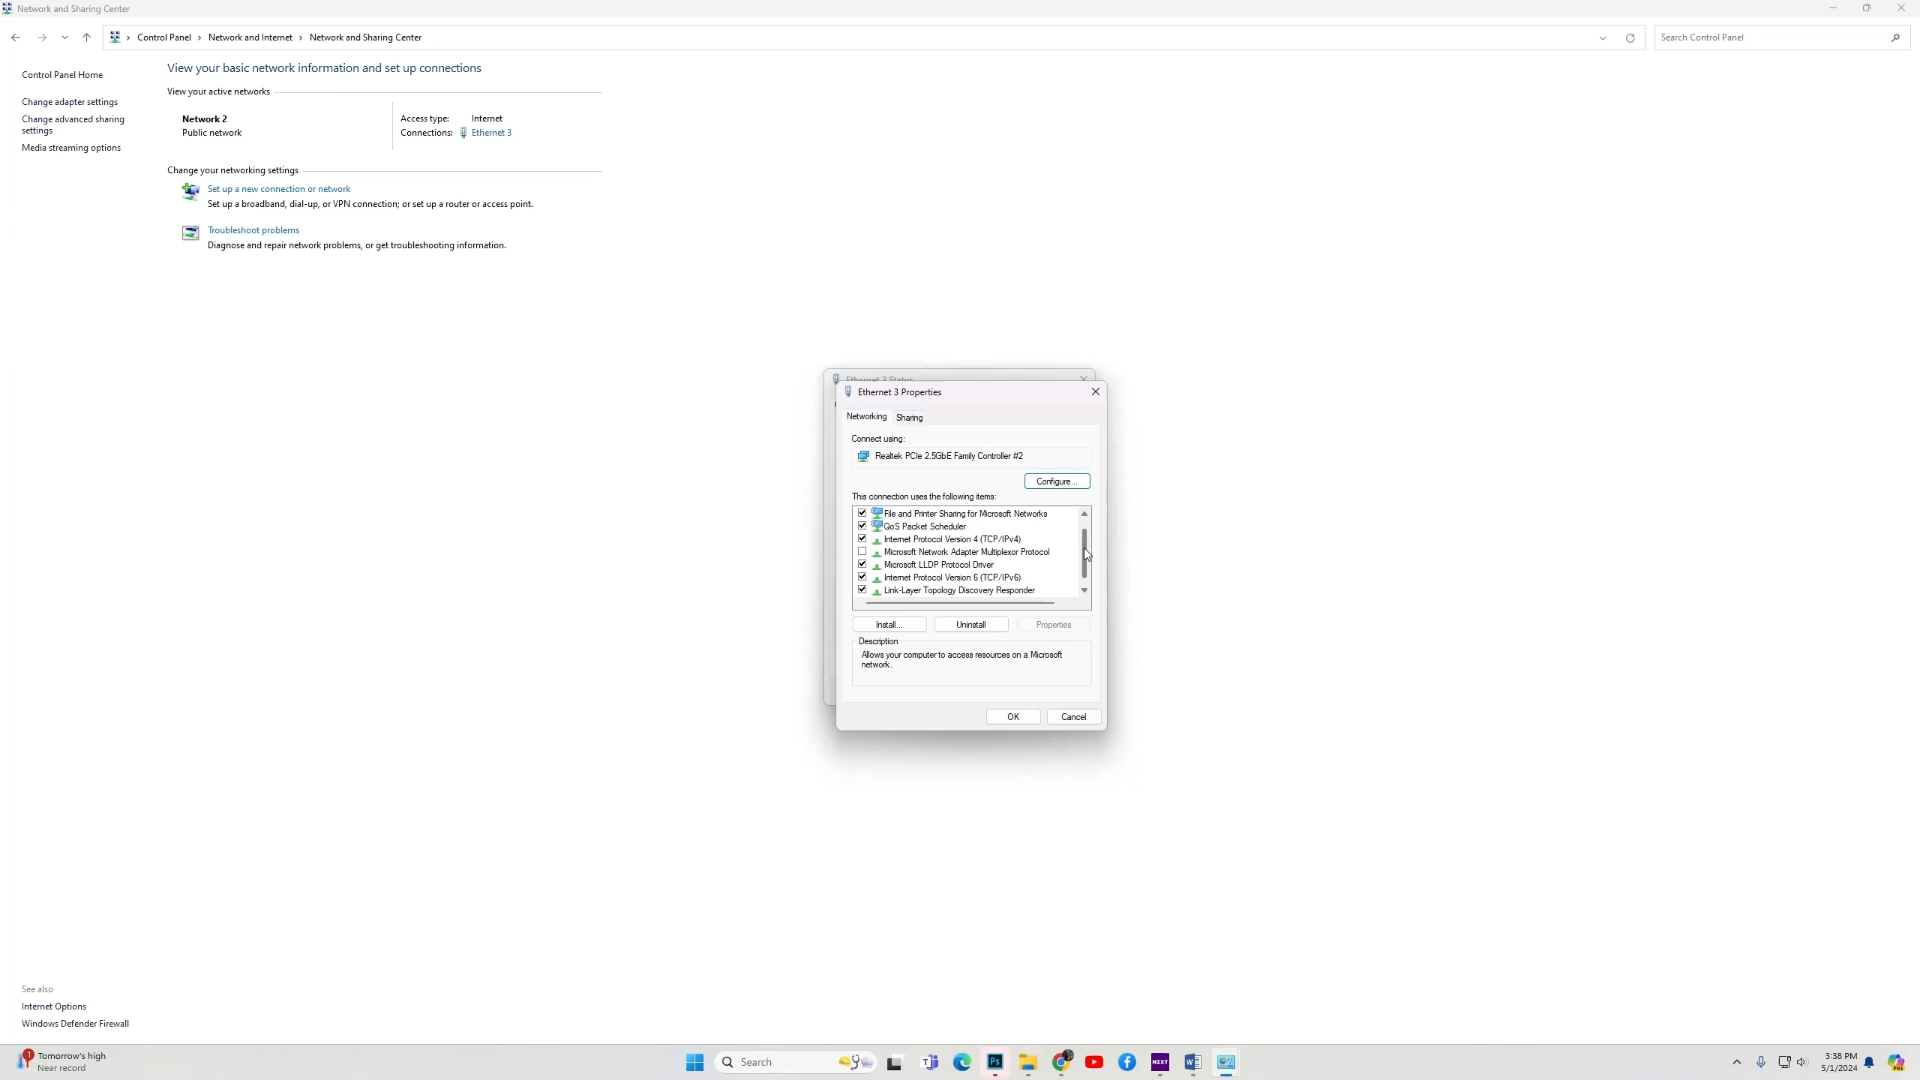 Network and Sharing Center
Control Panel > Network and Internet > Network and Sharing Center
Search Control Panel
Control Panel Home
Change adapter settings
Change advanced sharing
settings
Media streaming options
View your basic network information and set up connections
View your active networks
Network 2
Public network
Access type: Internet
Connections: Ethernet 3
Change your networking settings
Set up a new connection or network
Set up a broadband, dial-up, or VPN connection; or set up a router or access point.
Troubleshoot problems
Diagnose and repair network problems, or get troubleshooting information.
Ethernet 3 Status
Ethernet 3 Properties
Networking Sharing
Connect using:
Realtek PCIe 2.5GbE Family Controller #2
Configure...
This connection uses the following items:
File and Printer Sharing for Microsoft Networks
QoS Packet Scheduler
Internet Protocol Version 4 (TCP/IPv4)
Microsoft Network Adapter Multiplexor Protocol
Microsoft LLDP Protocol Driver
Internet Protocol Version 6 (TCP/IPv6)
Link-Layer Topology Discovery Responder
Install... Uninstall Properties
Description
Allows your computer to access resources on a Microsoft
network.
OK Cancel
See also
Internet Options
Windows Defender Firewall
1
Tomorrow's high
Near record
Search
Ps
NZXT
W
3:38 PM
5/1/2024
PRE